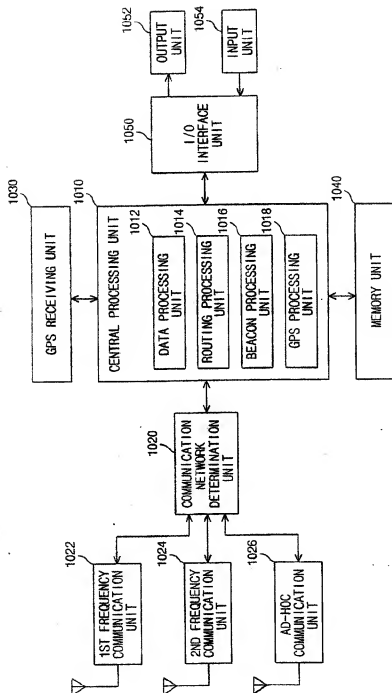 1030
GPS RECEIVING UNIT
1010
CENTRAL PROCESSING UNIT
1012
DATA PROCESSING
UNIT
1014
ROUTING PROCESSING
UNIT
1016
BEACON PROCESSING
UNIT
1018
GPS PROCESSING
UNIT
1040
MEMORY UNIT
1020
COMMUNICATION
NETWORK
DETERMINATION
UNIT
1022
1ST FREQUENCY
COMMUNICATION
UNIT
1024
2ND FREQUENCY
COMMUNICATION
UNIT
1026
AD-HOC
COMMUNICATION
UNIT
1050
I/O
INTERFACE
UNIT
1052
OUTPUT
UNIT
1054
INPUT
UNIT